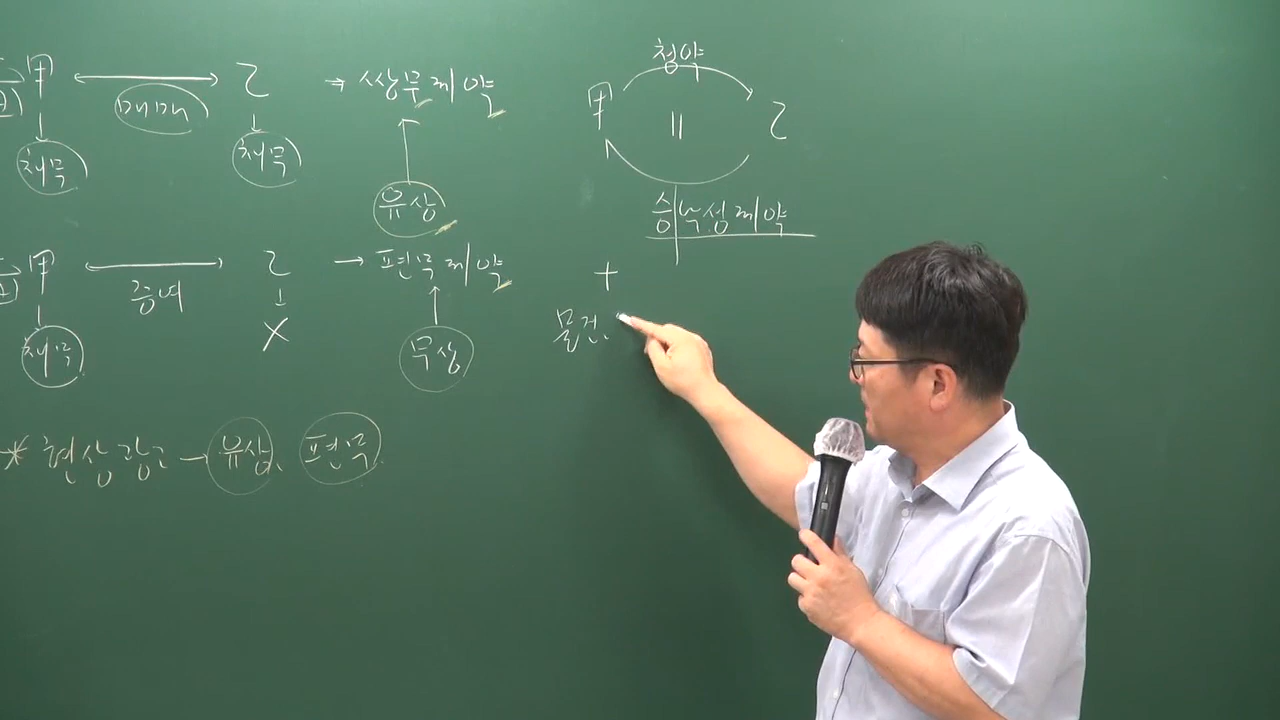 甲 ↔ 乙 → 쌍무계약
매매
채무 채무
유상
甲 ↔ 乙 → 편무계약
증여
채무 X
무상
* 현상광고 → 유상, 편무
청약
甲 = 乙
승낙성계약
+
물건,